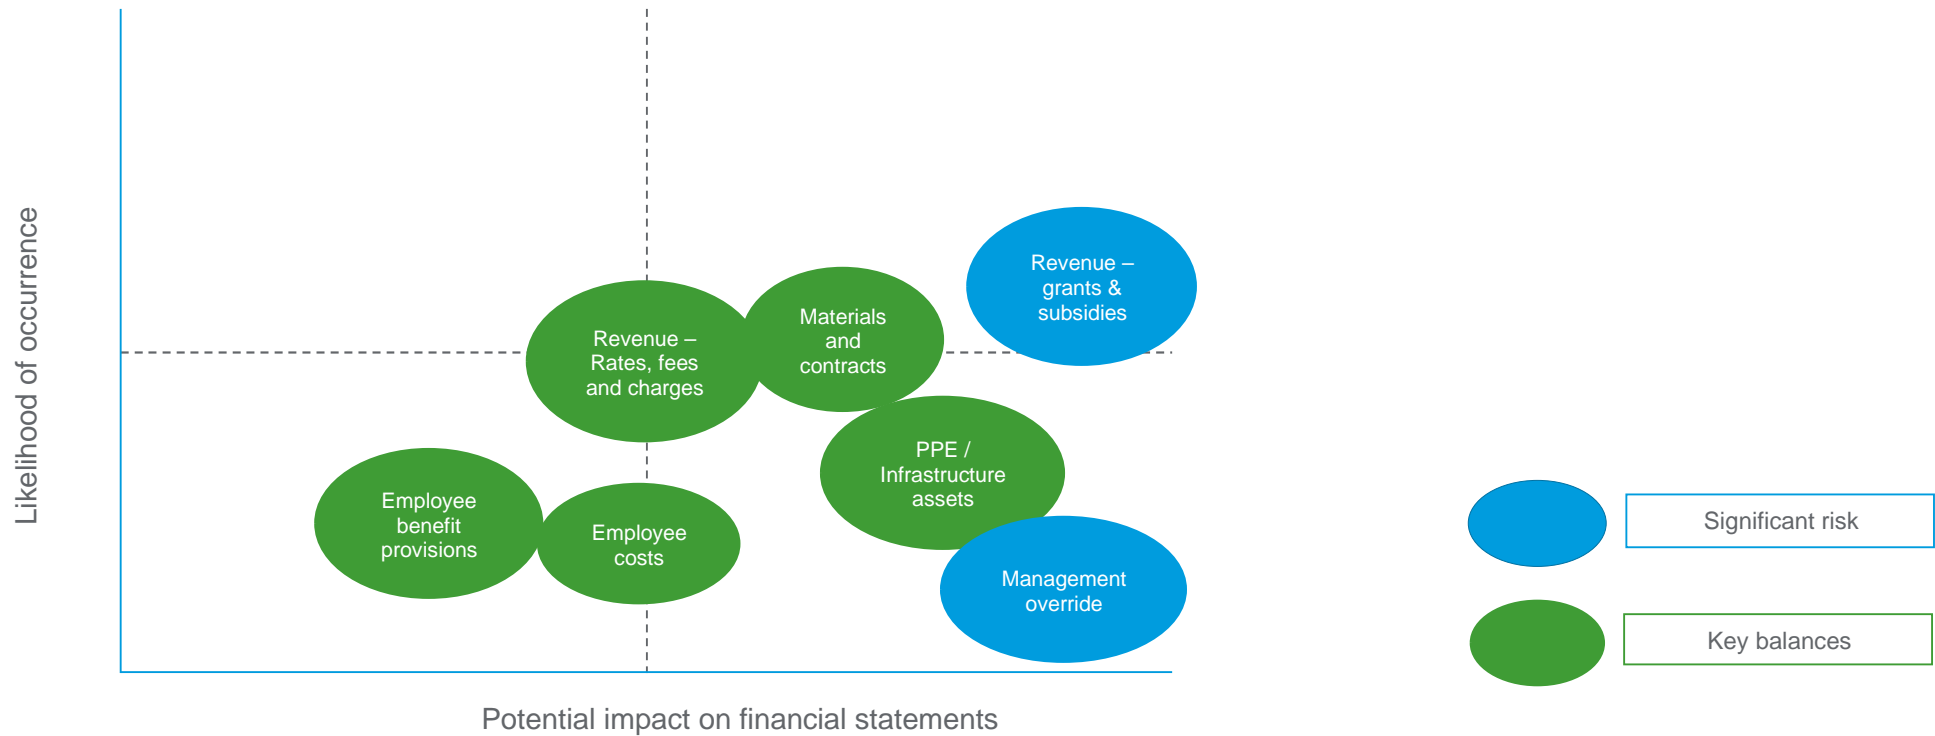 Likelihood of occurrence
Revenue –
grants &
subsidies
Materials
and
contracts
Revenue –
Rates, fees
and charges
PPE /
Infrastructure
assets
Employee
benefit
provisions
Employee
costs
Management
override
Significant risk
Key balances
Potential impact on financial statements